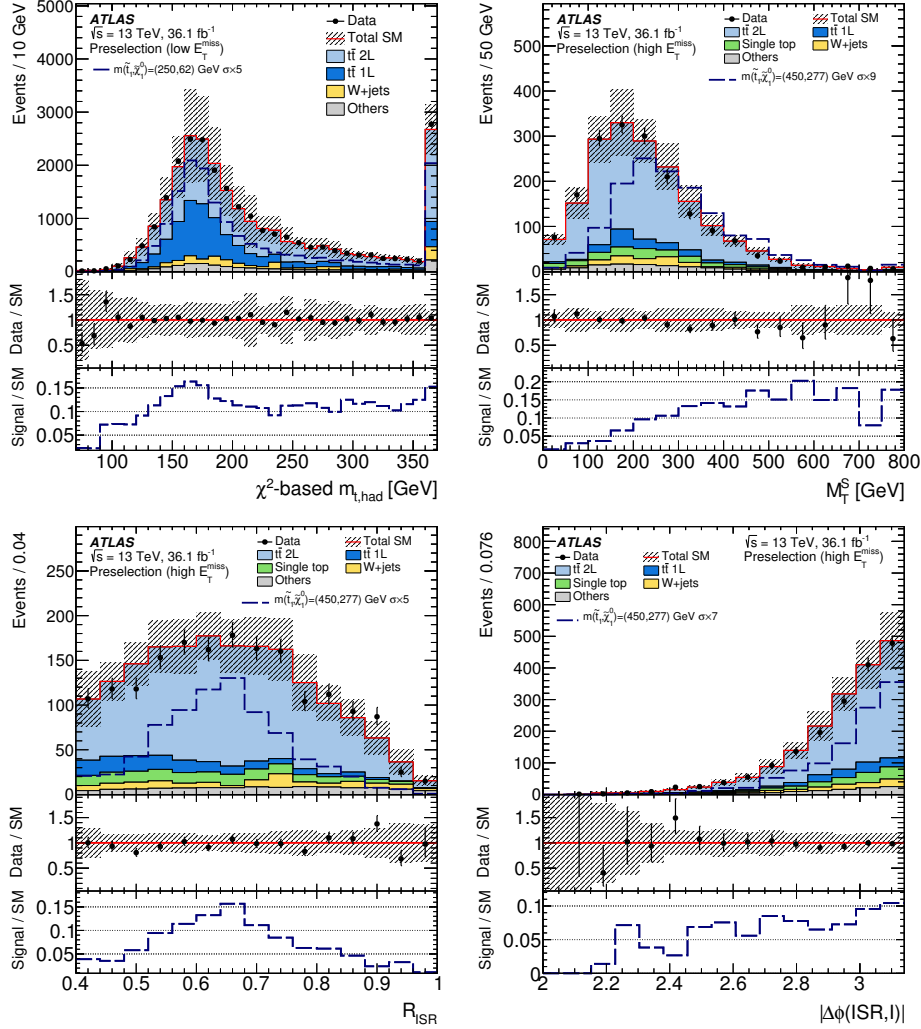 ATLAS
√s = 13 TeV, 36.1 fb⁻¹
Preselection (low E_T^miss)
m(t̃₁,χ̃₁⁰)=(250,62) GeV σ×5
Data
Total SM
tt̄ 2L
tt̄ 1L
W+jets
Others
Events / 10 GeV
5000
4000
3000
2000
1000
0
Data / SM
1.5
1
0.5
Signal / SM
0.15
0.1
0.05
100 150 200 250 300 350
χ²-based m_t,had [GeV]
ATLAS
√s = 13 TeV, 36.1 fb⁻¹
Preselection (high E_T^miss)
Data Total SM
tt̄ 2L tt̄ 1L
Single top W+jets
Others
m(t̃₁,χ̃₁⁰)=(450,277) GeV σ×9
Events / 50 GeV
500
400
300
200
100
0
Data / SM
1.5
1
0.5
Signal / SM
0.2
0.15
0.1
0.05
0 100 200 300 400 500 600 700 800
M_T^S [GeV]
ATLAS
√s = 13 TeV, 36.1 fb⁻¹
Preselection (high E_T^miss)
Data Total SM
tt̄ 2L tt̄ 1L
Single top W+jets
Others
m(t̃₁,χ̃₁⁰)=(450,277) GeV σ×5
Events / 0.04
250
200
150
100
50
0
Data / SM
1.5
1
0.5
Signal / SM
0.15
0.1
0.05
0.4 0.5 0.6 0.7 0.8 0.9 1
R_ISR
ATLAS
√s = 13 TeV, 36.1 fb⁻¹
Preselection (high E_T^miss)
Data Total SM
tt̄ 2L tt̄ 1L
Single top W+jets
Others
m(t̃₁,χ̃₁⁰)=(450,277) GeV σ×7
Events / 0.076
800
700
600
500
400
300
200
100
0
Data / SM
1.5
1
0.5
Signal / SM
0.1
0.05
0
2 2.2 2.4 2.6 2.8 3
|Δϕ(ISR,l)|